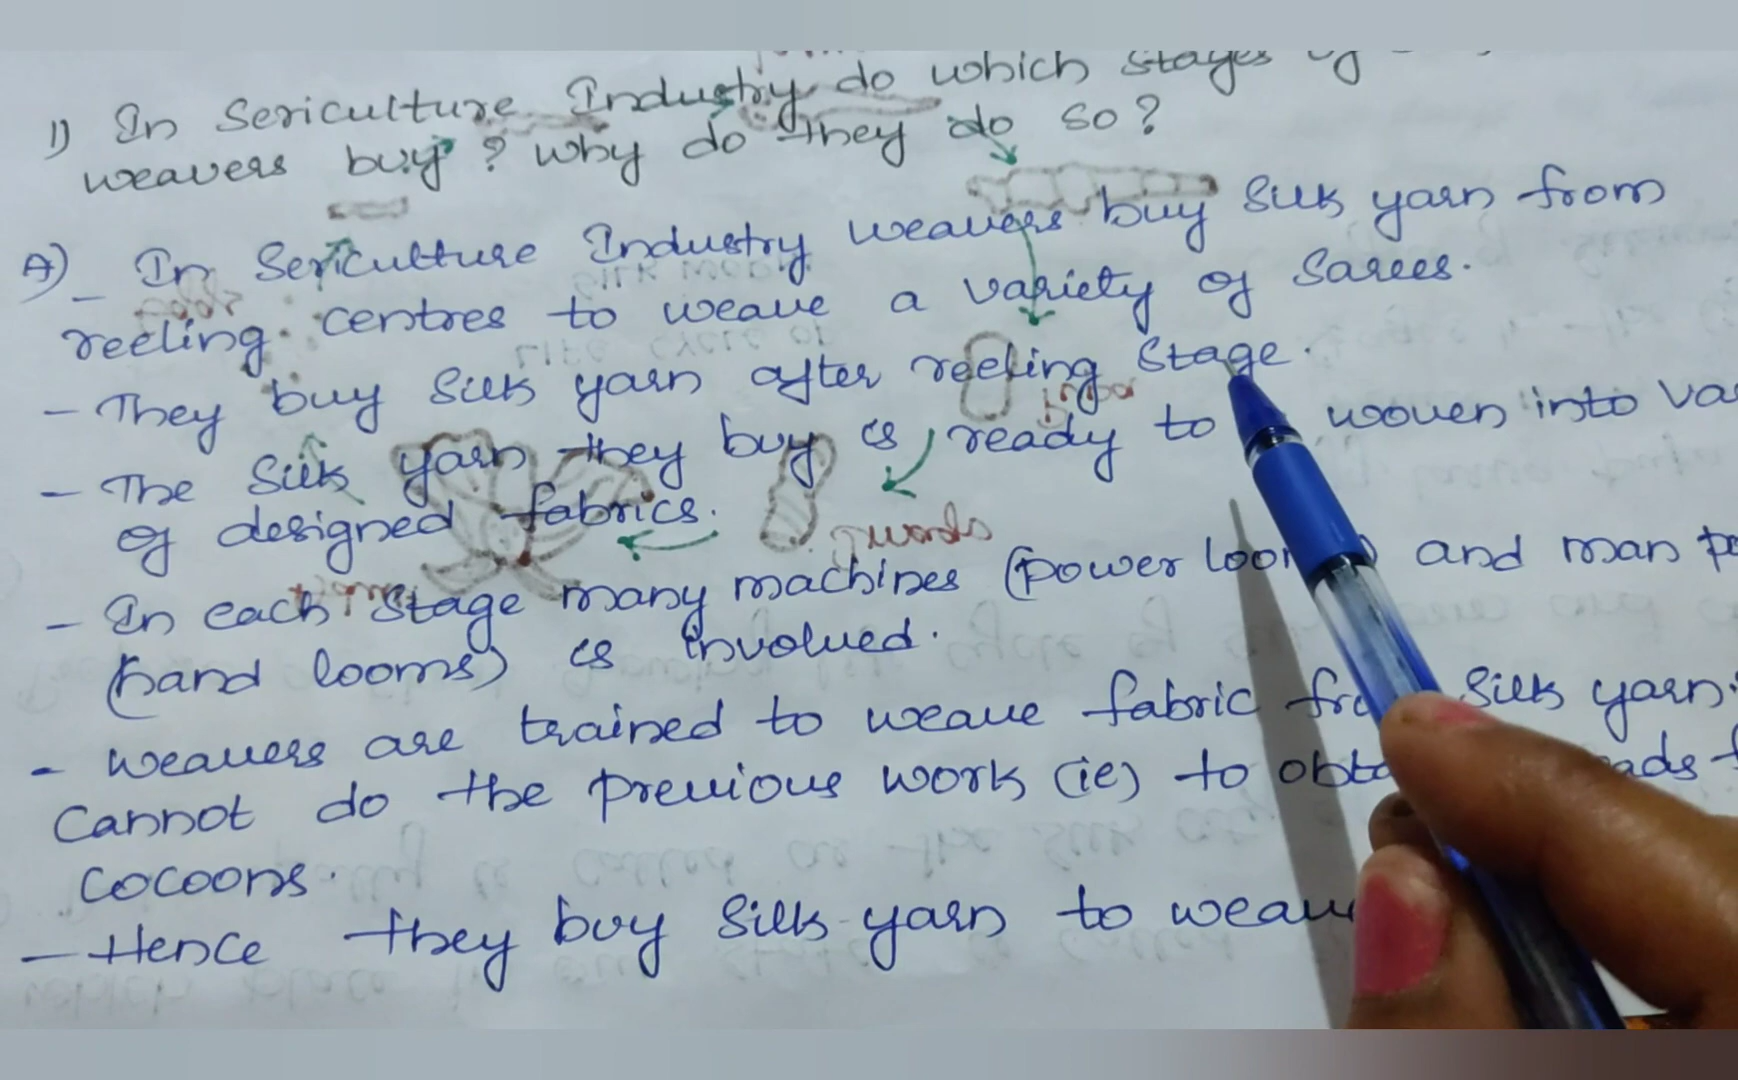 1) In Sericulture Industry do which stages of
weavers buy? why do they do so?
A) - In Sericulture Industry weavers buy Silk yarn from
reeling centres to weave a variety of Sarees.
- They buy Silk yarn after reeling Stage.
- The Silk yarn they buy is ready to woven into
of designed fabrics.
- In each Stage many machines (power and man
(hand looms) is involved.
- weavers are trained to weave fabric Silk yarn.
Cannot do the previous work (ie) to
Cocoons.
- Hence they buy Silk yarn to